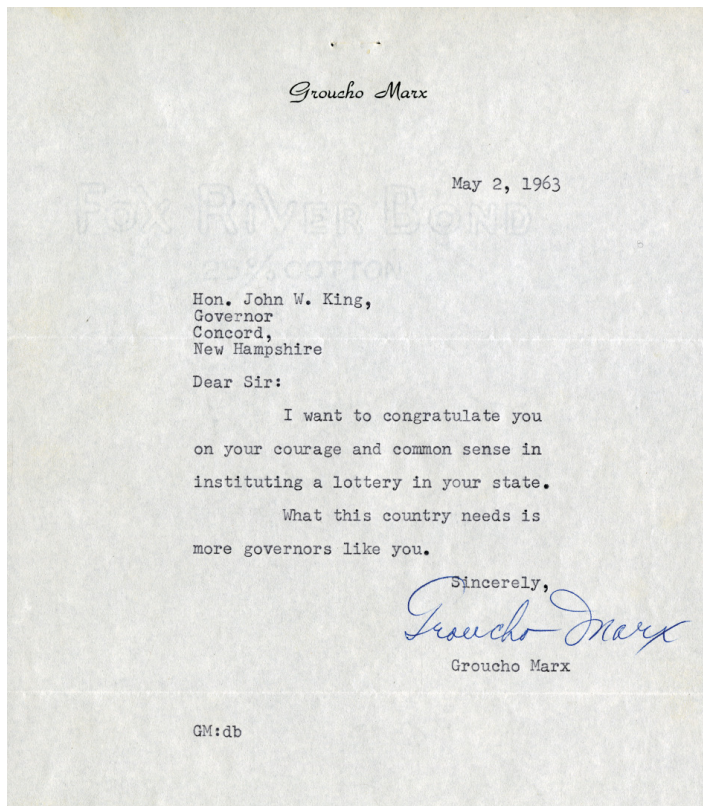 Groucho Marx
May 2, 1963
FOX RIVER BOND
25% COTTON
Hon. John W. King,
Governor
Concord,
New Hampshire
Dear Sir:
I want to congratulate you
on your courage and common sense in
instituting a lottery in your state.
What this country needs is
more governors like you.
Sincerely,
Groucho Marx
Groucho Marx
GM:db